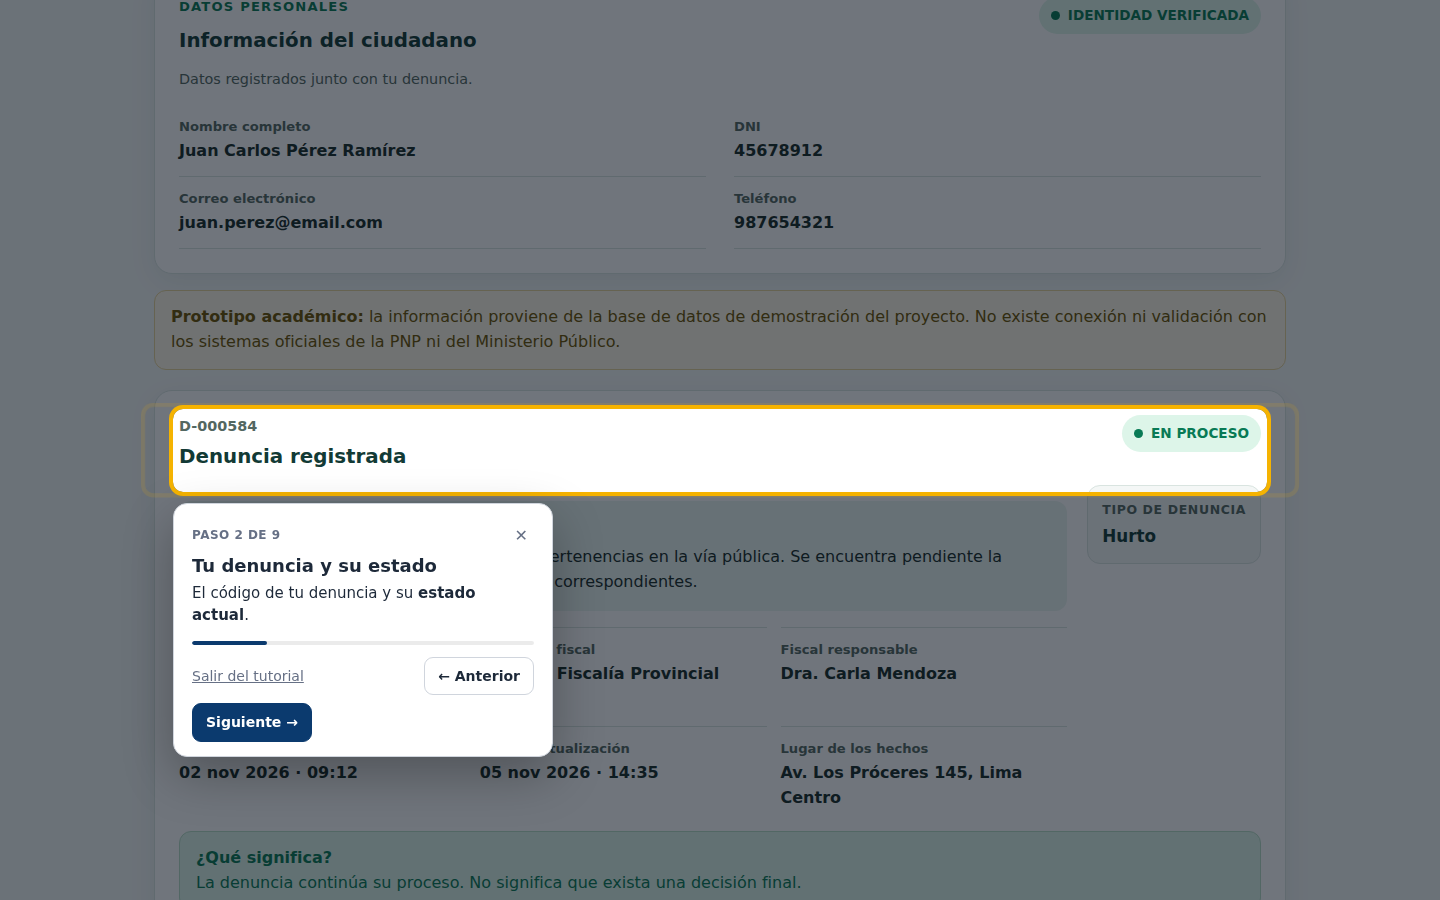 DATOS PERSONALES
IDENTIDAD VERIFICADA
Información del ciudadano
Datos registrados junto con tu denuncia.
Nombre completo
DNI
Juan Carlos Pérez Ramírez
45678912
Correo electrónico
Teléfono
juan.perez@email.com
987654321
Prototipo académico: la información proviene de la base de datos de demostración del proyecto. No existe conexión ni validación con
los sistemas oficiales de la PNP ni del Ministerio Público.
D-000584
EN PROCESO
Denuncia registrada
TIPO DE DENUNCIA
Hurto
PASO 2 DE 9
✕
Tu denuncia y su estado
El código de tu denuncia y su estado
actual.
Salir del tutorial
← Anterior
Siguiente →
ertenencias en la vía pública. Se encuentra pendiente la
correspondientes.
fiscal
Fiscal responsable
Fiscalía Provincial
Dra. Carla Mendoza
tualización
Lugar de los hechos
02 nov 2026 · 09:12
05 nov 2026 · 14:35
Av. Los Próceres 145, Lima
Centro
¿Qué significa?
La denuncia continúa su proceso. No significa que exista una decisión final.